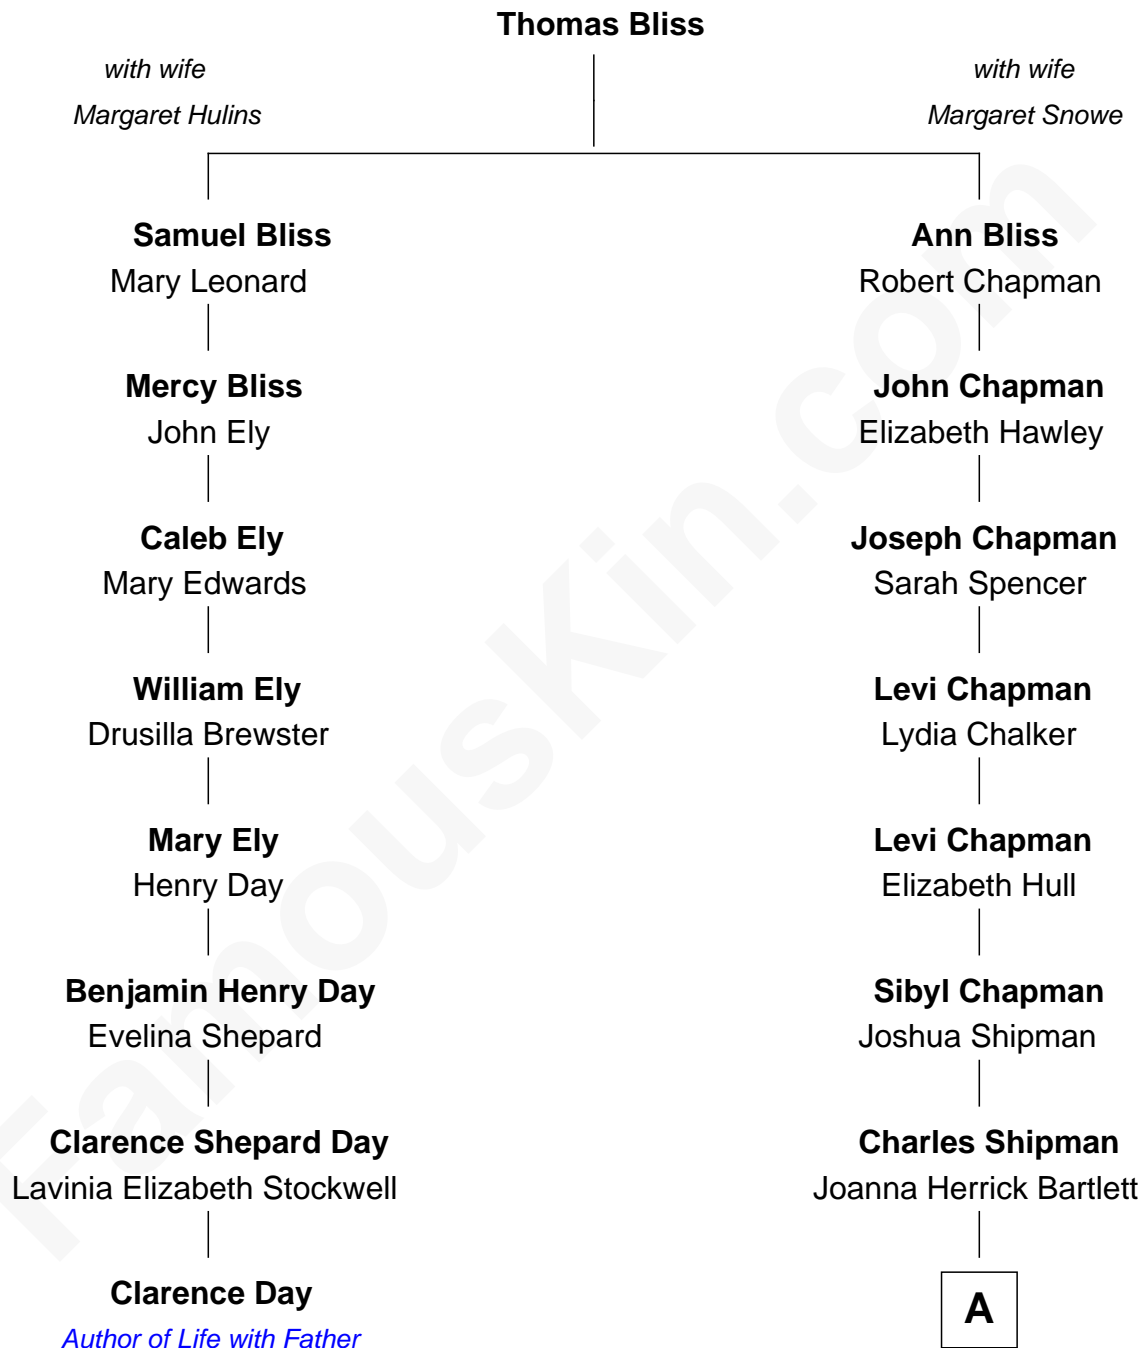 Thomas Bliss
with wife
Margaret Hulins
with wife
Margaret Snowe
Samuel Bliss
Mary Leonard
Ann Bliss
Robert Chapman
Mercy Bliss
John Ely
John Chapman
Elizabeth Hawley
Caleb Ely
Mary Edwards
Joseph Chapman
Sarah Spencer
William Ely
Drusilla Brewster
Levi Chapman
Lydia Chalker
Mary Ely
Henry Day
Levi Chapman
Elizabeth Hull
Benjamin Henry Day
Evelina Shepard
Sibyl Chapman
Joshua Shipman
Clarence Shepard Day
Lavinia Elizabeth Stockwell
Charles Shipman
Joanna Herrick Bartlett
Clarence Day
Author of Life with Father
A
FamousKin.com